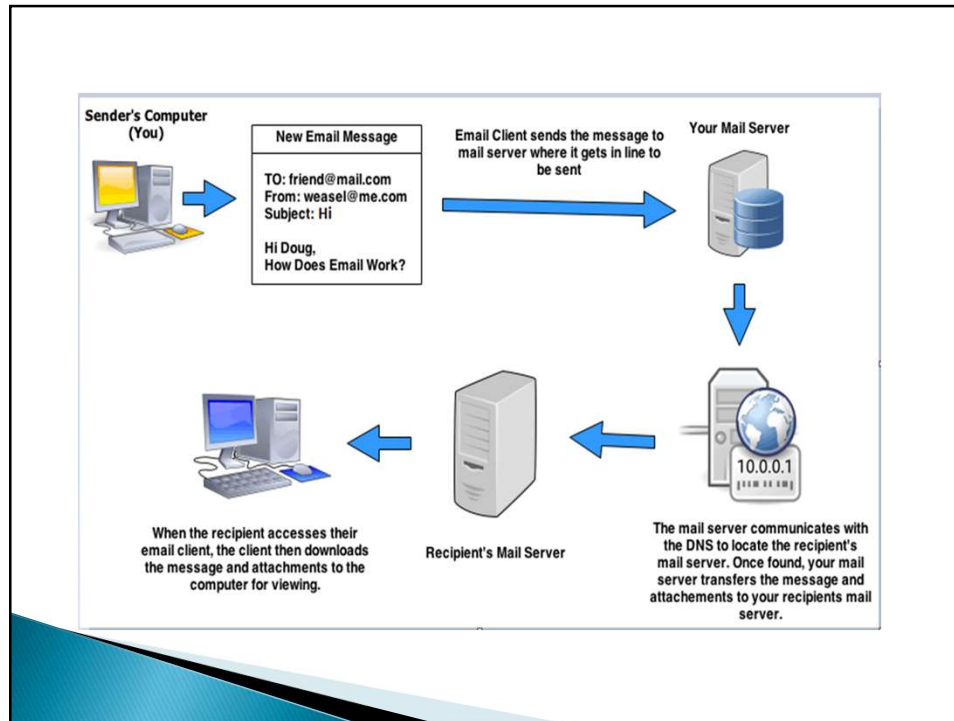 Sender's Computer
(You)
New Email Message
TO: friend@mail.com
From: weasel@me.com
Subject: Hi
Hi Doug,
How Does Email Work?
Email Client sends the message to
mail server where it gets in line to
be sent
Your Mail Server
10.0.0.1
The mail server communicates with
the DNS to locate the recipient's
mail server. Once found, your mail
server transfers the message and
attachements to your recipients mail
server.
Recipient's Mail Server
When the recipient accesses their
email client, the client then downloads
the message and attachments to the
computer for viewing.